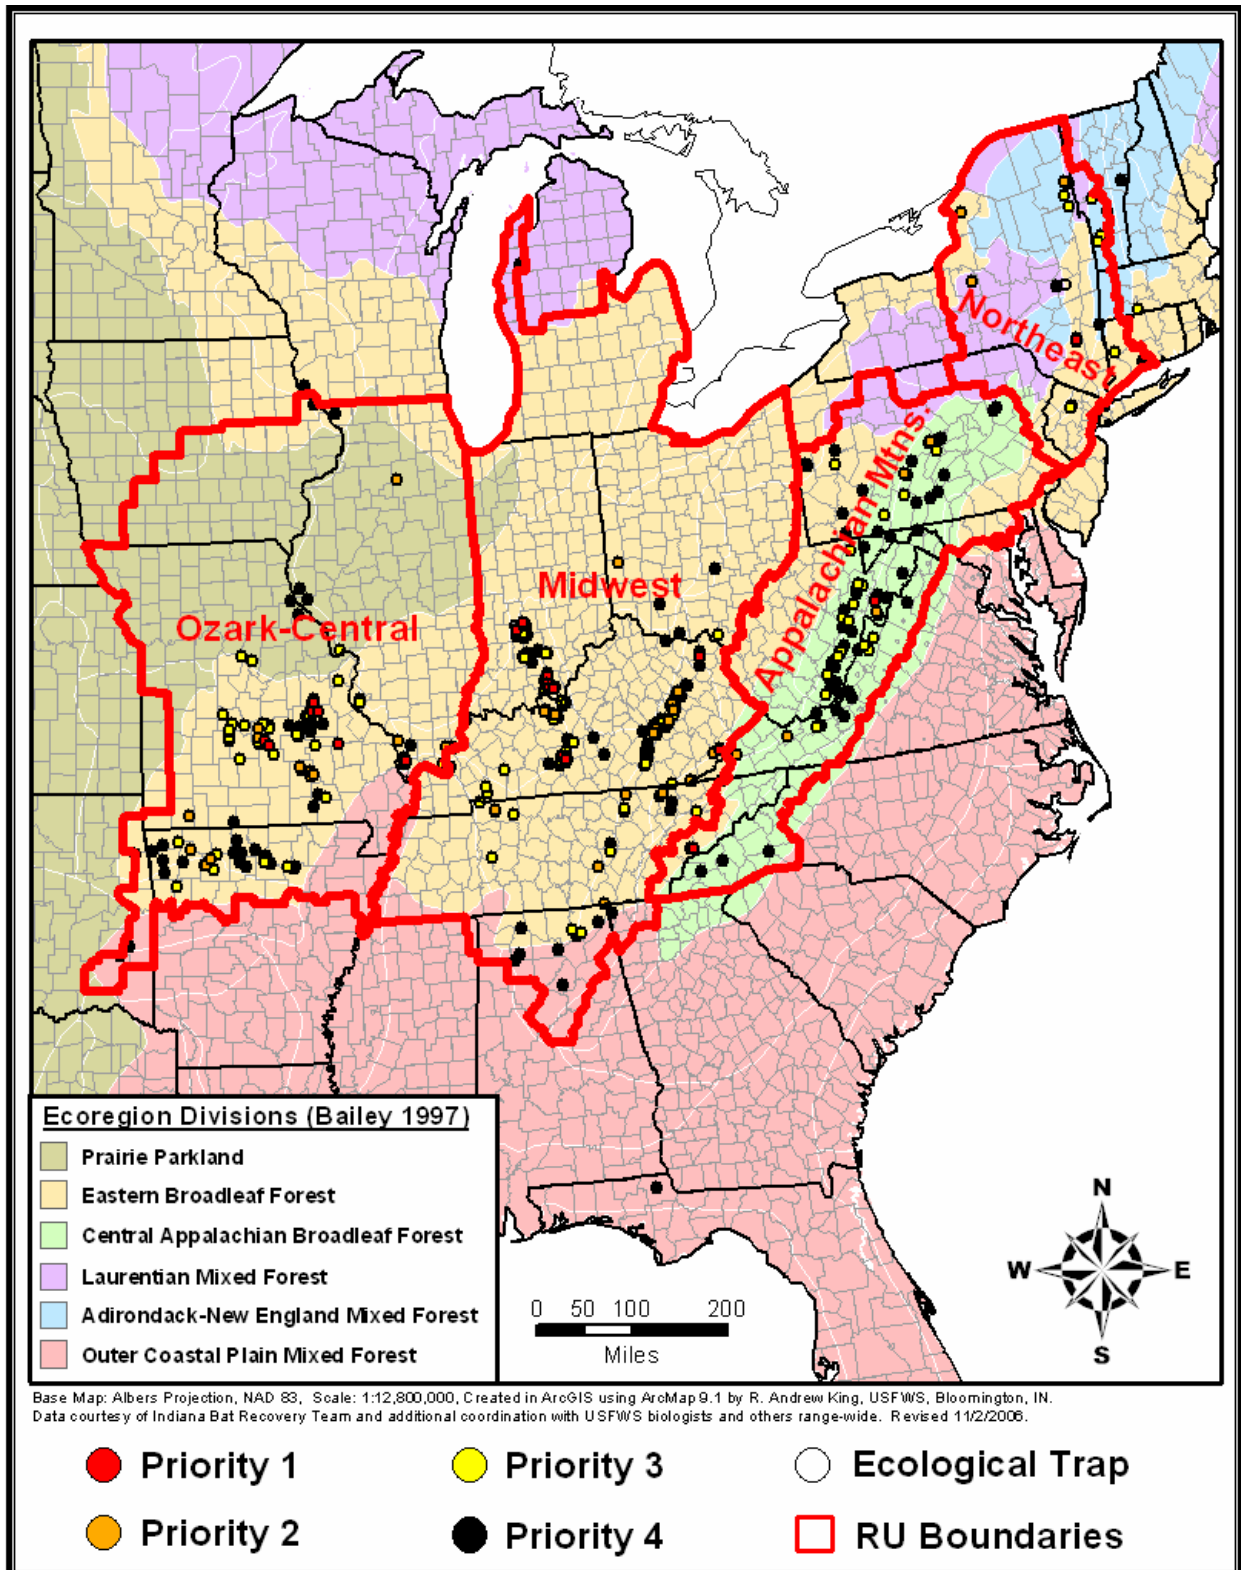 Northeast
Appalachian Mtns.
Midwest
Ozark-Central
Ecoregion Divisions (Bailey 1997)
Prairie Parkland
Eastern Broadleaf Forest
Central Appalachian Broadleaf Forest
Laurentian Mixed Forest
Adirondack-New England Mixed Forest
Outer Coastal Plain Mixed Forest
N
W E
S
0 50 100 200
Miles
Base Map: Albers Projection, NAD 83, Scale: 1:12,800,000, Created in ArcGIS using ArcMap 9.1 by R. Andrew King, USFWS, Bloomington, IN.
Data courtesy of Indiana Bat Recovery Team and additional coordination with USFWS biologists and others range-wide. Revised 11/2/2006.
Priority 1 Priority 3 Ecological Trap
Priority 2 Priority 4 RU Boundaries